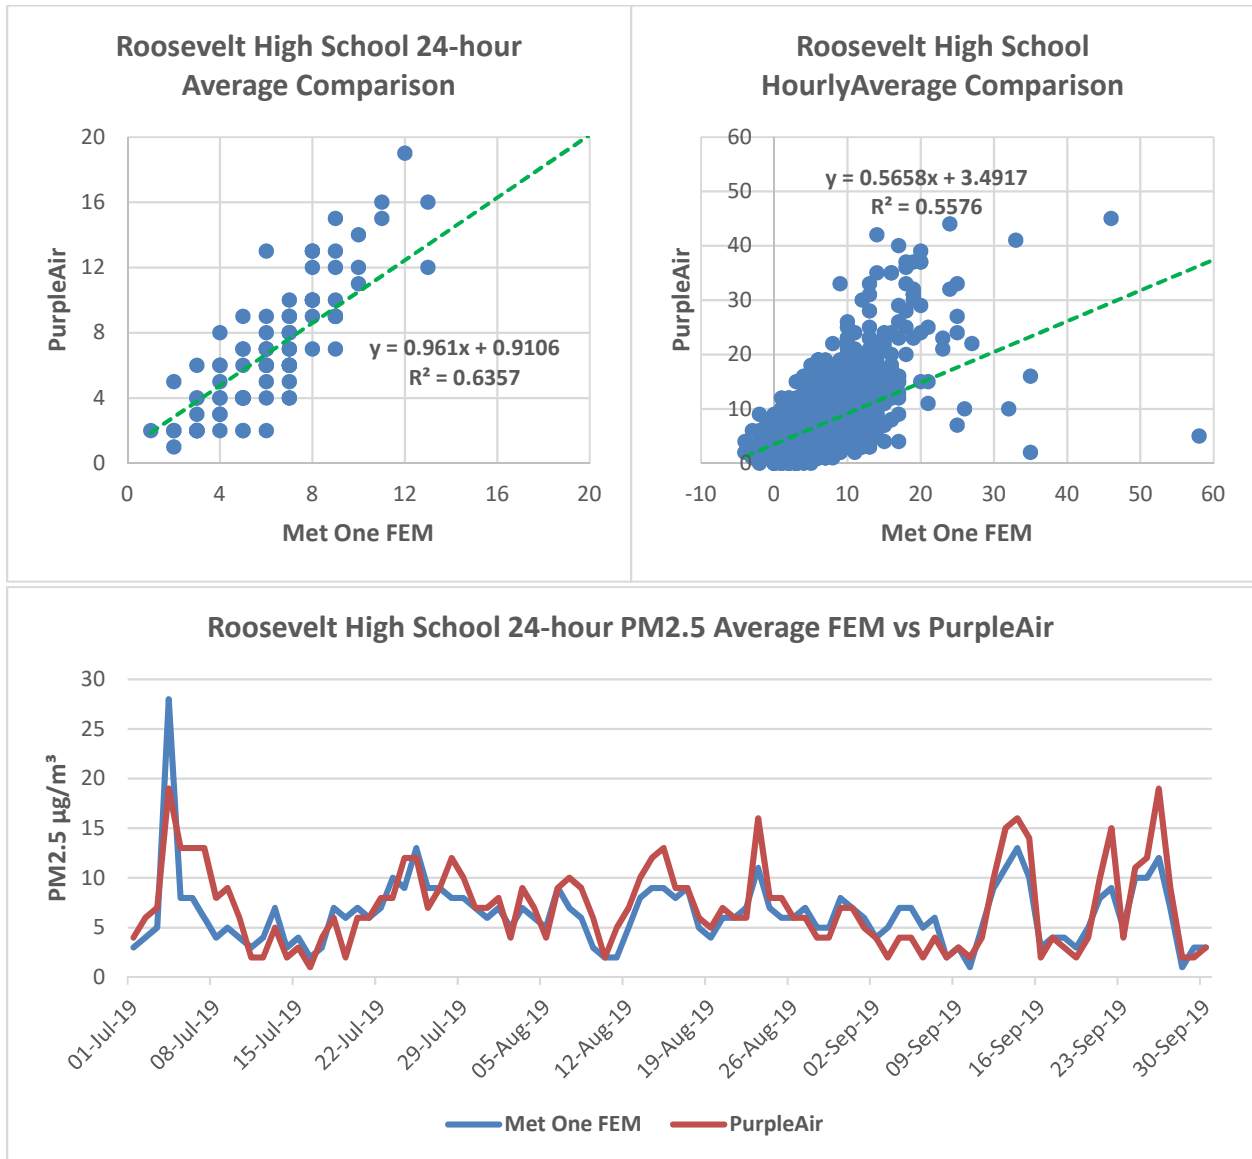 Roosevelt High School 24-hour
Average Comparison
20
16
12
8
4
0
PurpleAir
y = 0.961x + 0.9106
R² = 0.6357
0 4 8 12 16 20
Met One FEM
Roosevelt High School
HourlyAverage Comparison
60
50
40
30
20
10
0
PurpleAir
y = 0.5658x + 3.4917
R² = 0.5576
-10 0 10 20 30 40 50 60
Met One FEM
Roosevelt High School 24-hour PM2.5 Average FEM vs PurpleAir
30
25
20
15
10
5
0
PM2.5 µg/m³
01-Jul-19 08-Jul-19 15-Jul-19 22-Jul-19 29-Jul-19 05-Aug-19 12-Aug-19 19-Aug-19 26-Aug-19 02-Sep-19 09-Sep-19 16-Sep-19 23-Sep-19 30-Sep-19
Met One FEM PurpleAir